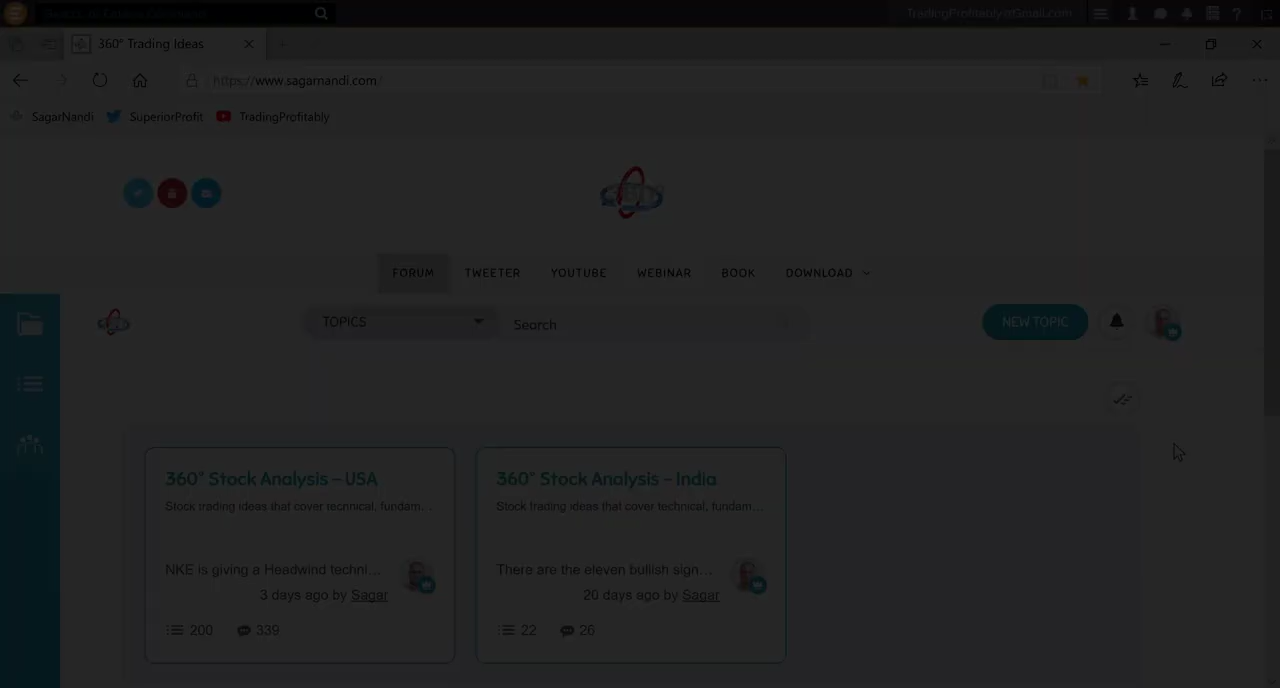 TradingProfitably@Gmail.com
?
360° Trading Ideas
https://www.sagarnandi.com/
SagarNandi
SuperiorProfit
TradingProfitably
FORUM
TWEETER
YOUTUBE
WEBINAR
BOOK
DOWNLOAD
TOPICS
Search
NEW TOPIC
360° Stock Analysis – USA
Stock trading ideas that cover technical, fundam...
NKE is giving a Headwind techni...
3 days ago by Sagar
200
339
360° Stock Analysis – India
Stock trading ideas that cover technical, fundam...
There are the eleven bullish sign...
20 days ago by Sagar
22
26